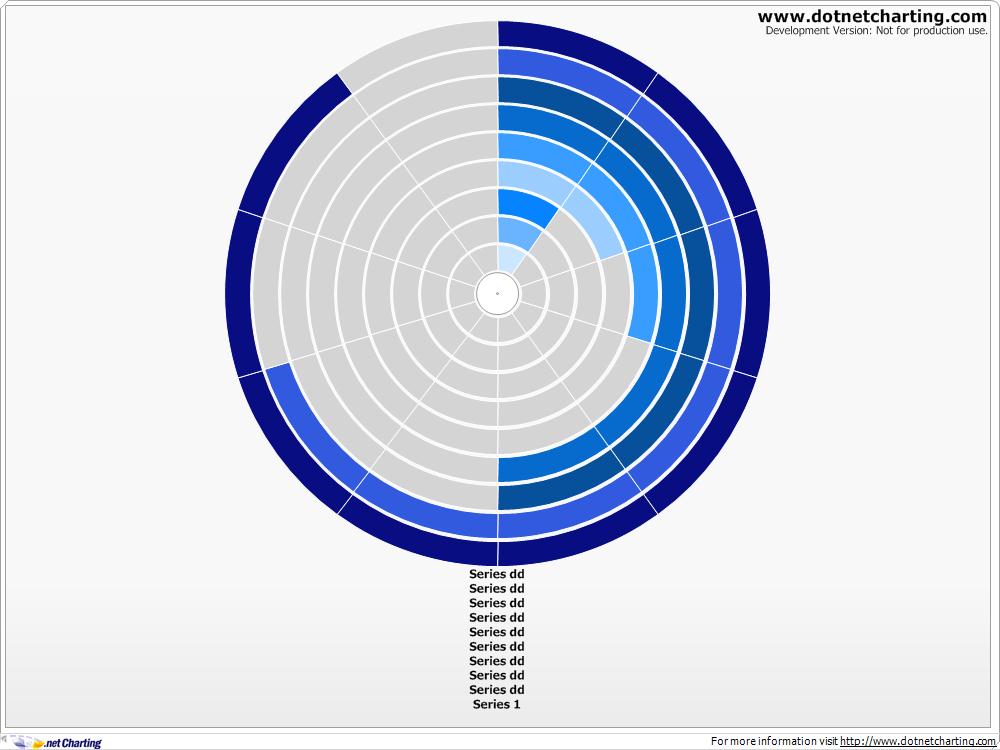 www.dotnetcharting.com
Development Version: Not for production use.
Series dd
Series dd
Series dd
Series dd
Series dd
Series dd
Series dd
Series dd
Series dd
Series 1
.net Charting
For more information visit http://www.dotnetcharting.com